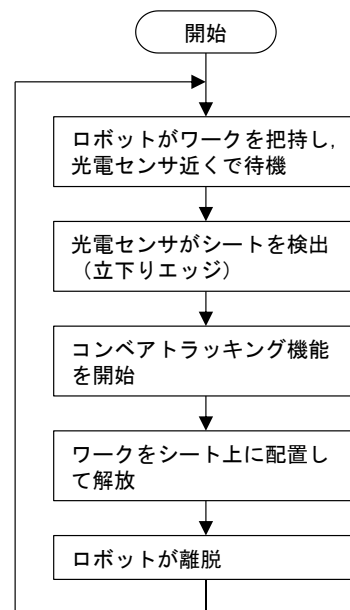 開始
ロボットがワークを把持し，
光電センサ近くで待機
光電センサがシートを検出
（立下りエッジ）
コンベアトラッキング機能
を開始
ワークをシート上に配置し
て解放
ロボットが離脱